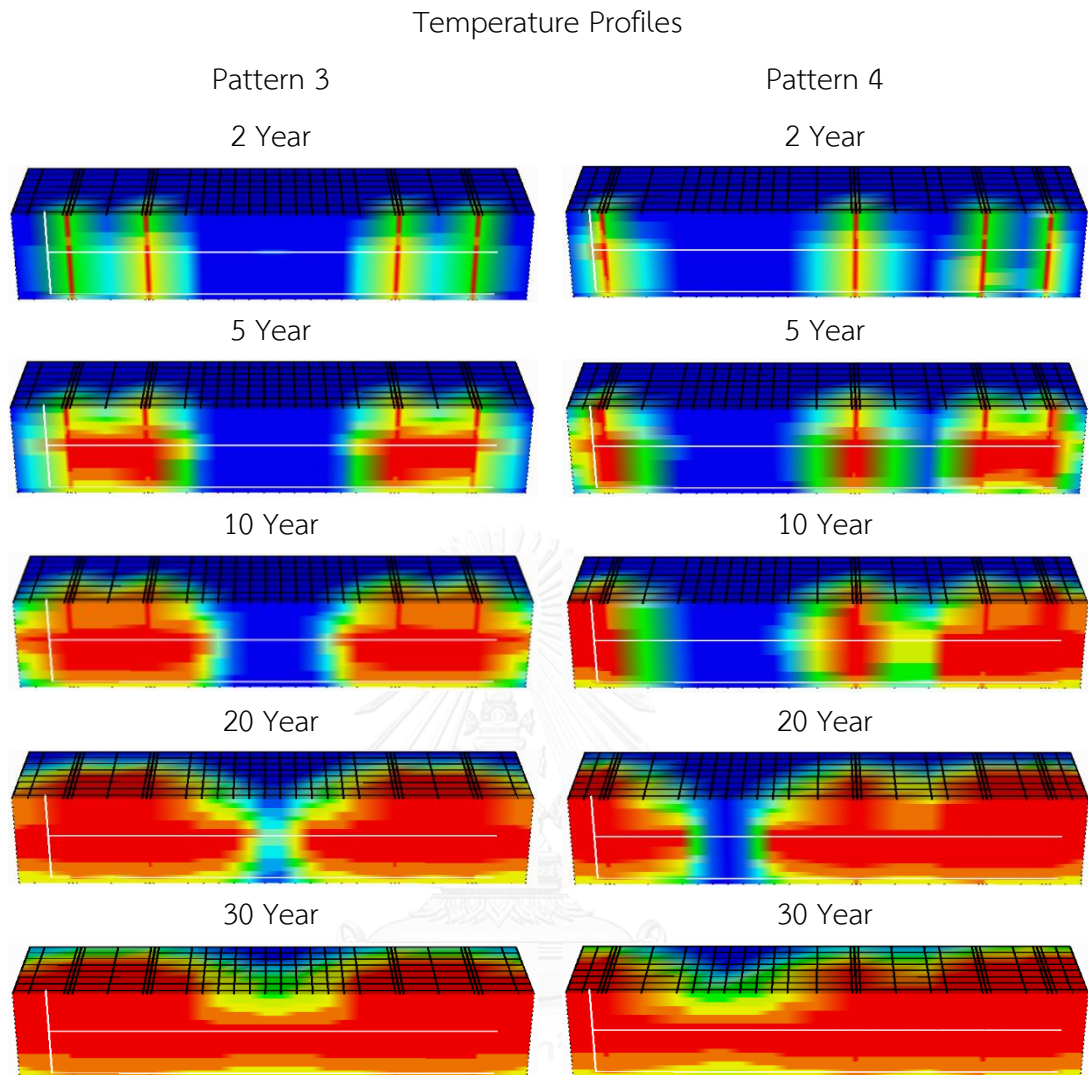 Temperature Profiles
Pattern 3 Pattern 4
2 Year 2 Year
5 Year 5 Year
10 Year 10 Year
20 Year 20 Year
30 Year 30 Year